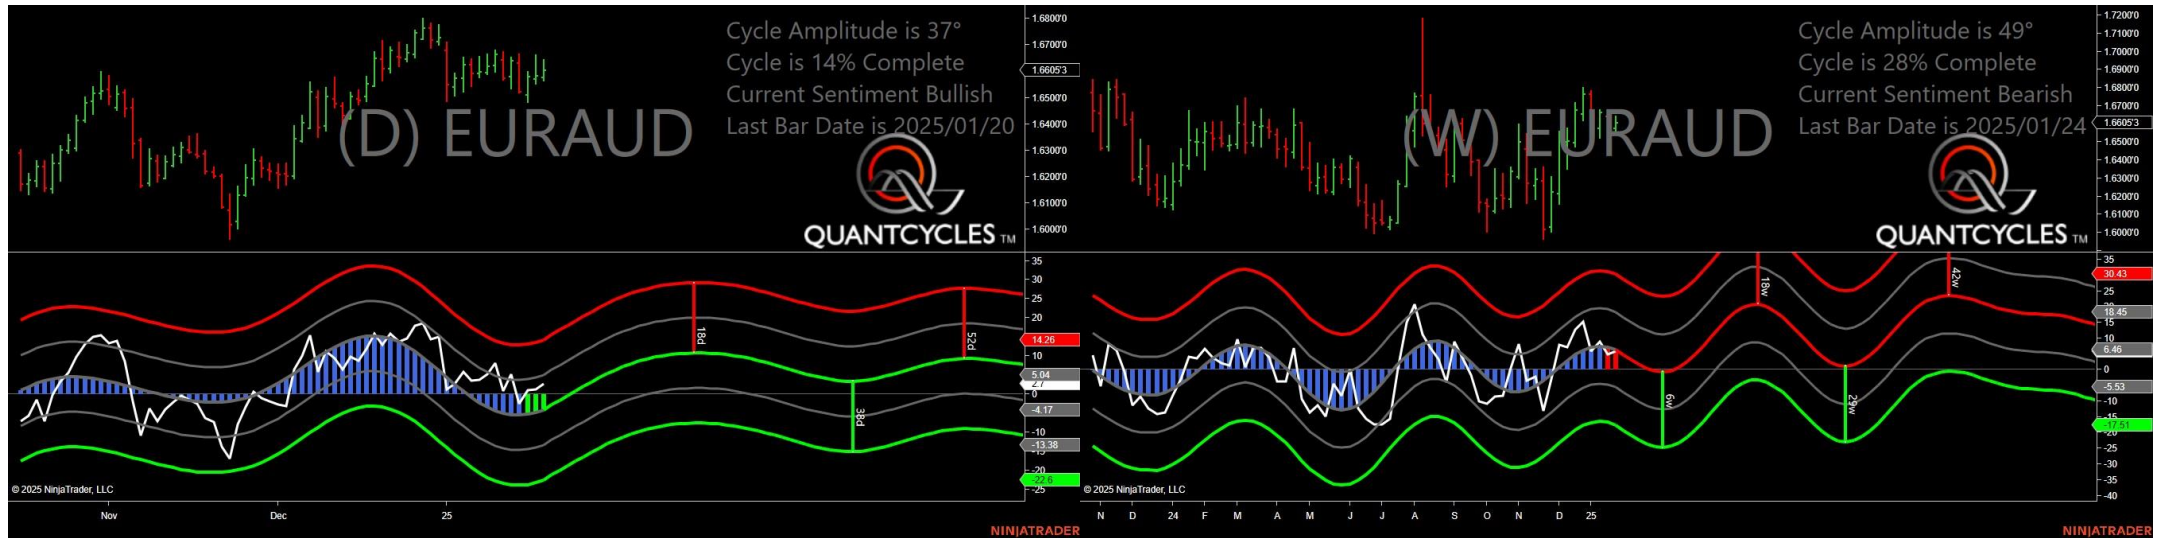 Cycle Amplitude is 37°
Cycle is 14% Complete
Current Sentiment Bullish
Last Bar Date is 2025/01/20
(D) EURAUD
QUANTCYCLES TM
1.6800'0
1.6700'0
1.6605'3
1.6500'0
1.6400'0
1.6300'0
1.6200'0
1.6100'0
1.6000'0
35
30
25
20
14.26
10
5.04
2.7
0
-4.17
-10
-13.38
-15
-20
-22.6
-25
18d
38d
52d
© 2025 NinjaTrader, LLC
Nov
Dec
25
NINJATRADER
Cycle Amplitude is 49°
Cycle is 28% Complete
Current Sentiment Bearish
Last Bar Date is 2025/01/24
(W) EURAUD
QUANTCYCLES TM
1.7200'0
1.7100'0
1.7000'0
1.6900'0
1.6800'0
1.6700'0
1.6605'3
1.6500'0
1.6400'0
1.6300'0
1.6200'0
1.6100'0
1.6000'0
35
30.43
25
18.45
15
10
6.46
0
-5.53
-10
-15
-17.51
-20
-25
-30
-35
-40
6w
18w
29w
42w
© 2025 NinjaTrader, LLC
N D 24 F M A M J J A S O N D 25
NINJATRADER